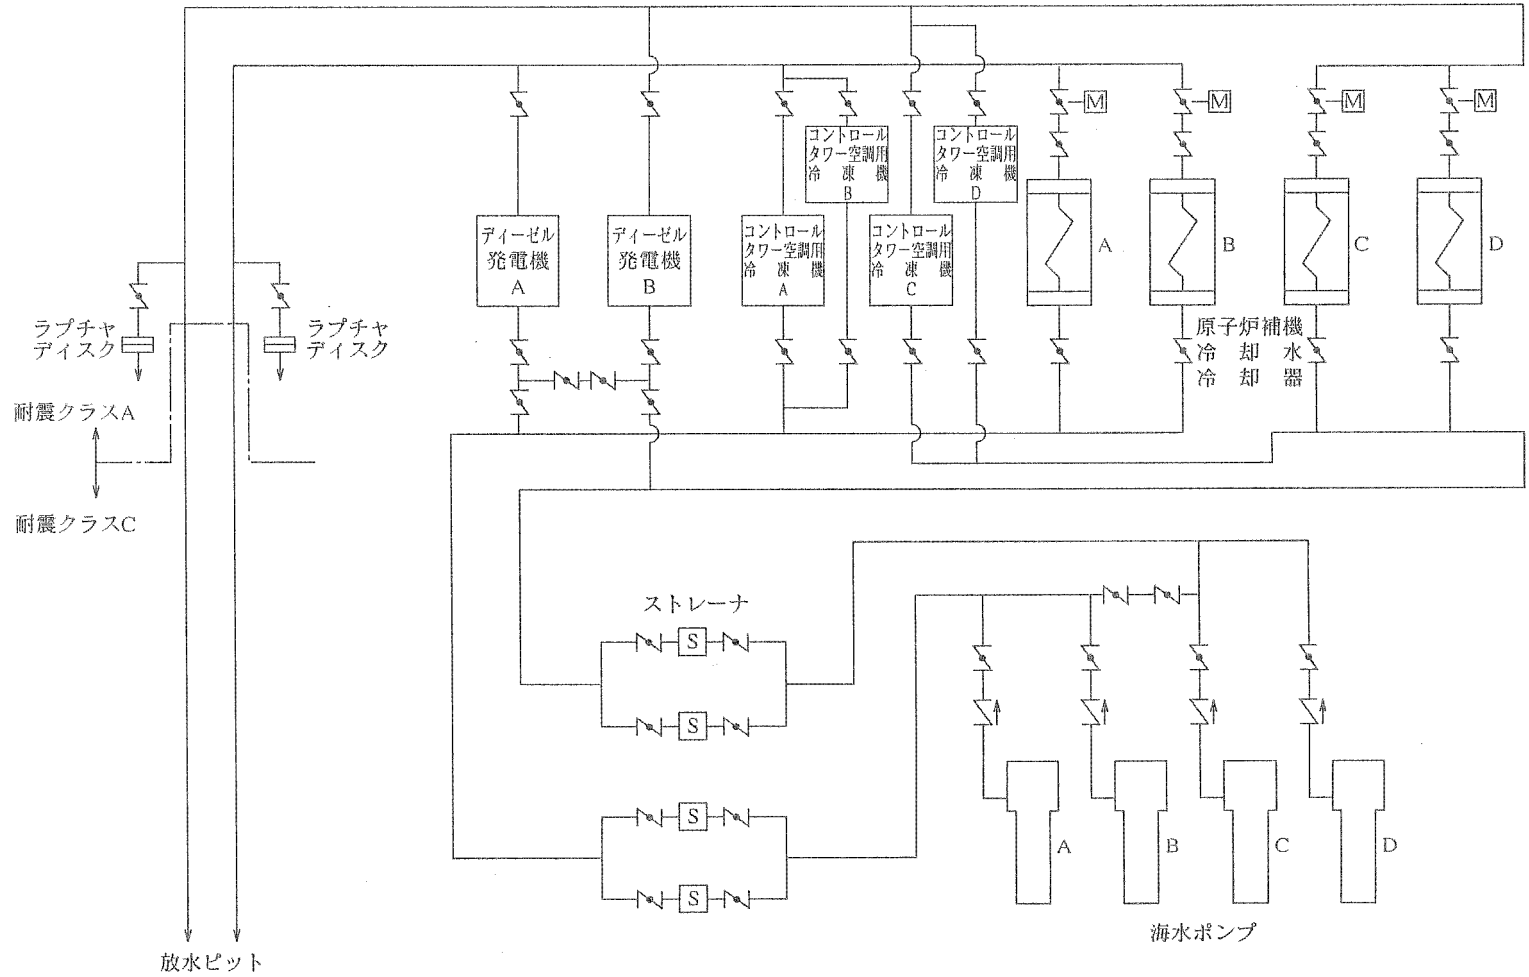 M
M
M
M
コントロール
タワー空調用
冷凍機
B
コントロール
タワー空調用
冷凍機
D
ディーゼル
発電機
A
ディーゼル
発電機
B
コントロール
タワー空調用
冷凍機
A
コントロール
タワー空調用
冷凍機
C
A
B
C
D
原子炉補機
冷却水
冷却器
ラプチャ
ディスク
ラプチャ
ディスク
耐震クラスA
耐震クラスC
ストレーナ
S
S
S
S
A
B
C
D
海水ポンプ
放水ピット